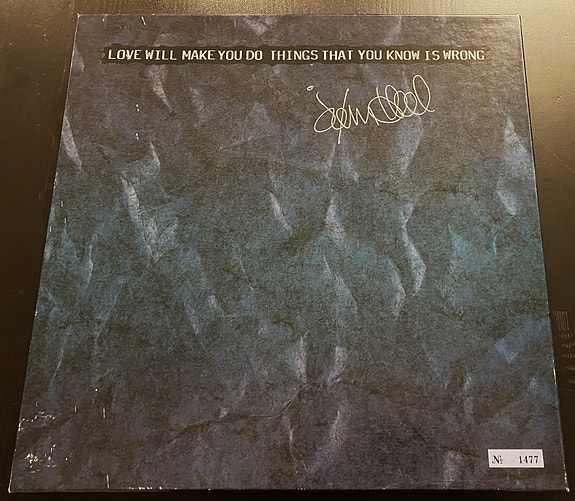 LOVE WILL MAKE YOU DO THINGS THAT YOU KNOW IS WRONG
№ 1477